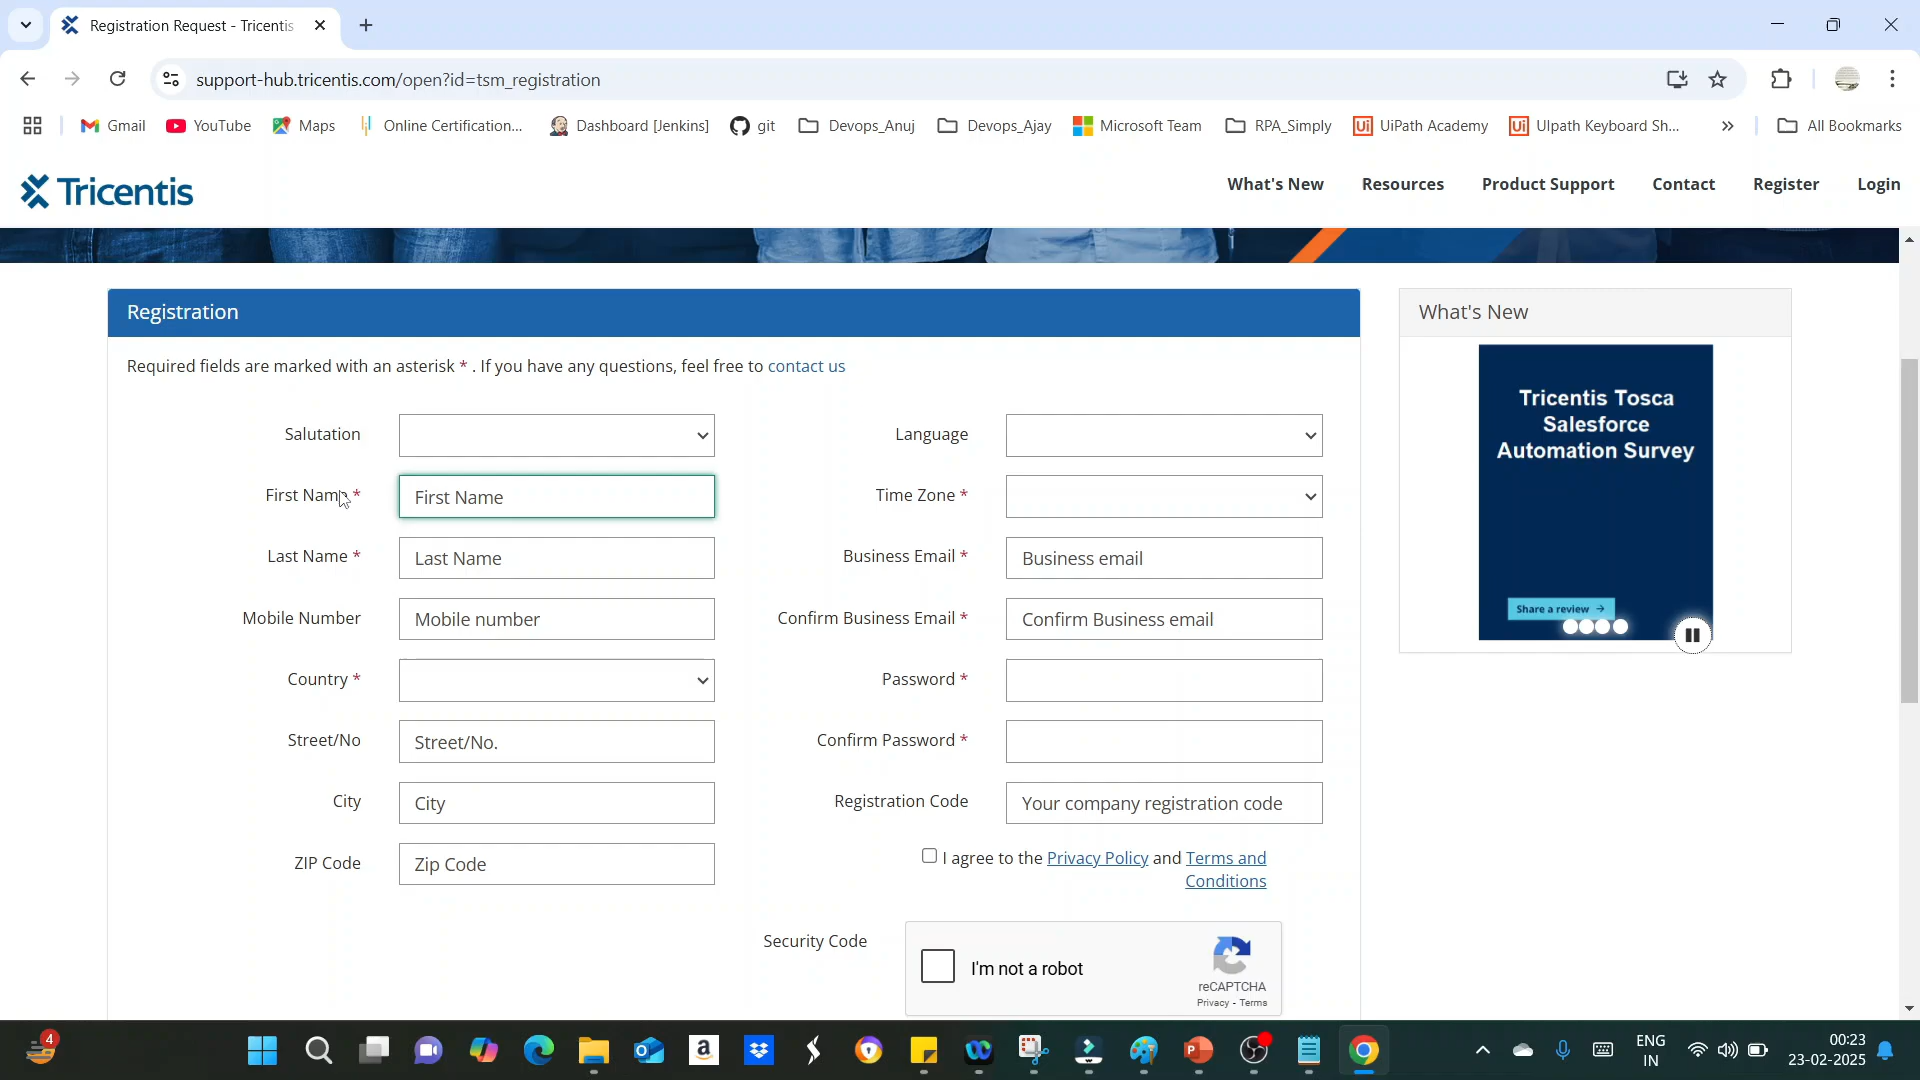 Registration Request - Tricentis
support-hub.tricentis.com/open?id=tsm_registration
Gmail
YouTube
Maps
Online Certification...
Dashboard [Jenkins]
git
Devops_Anuj
Devops_Ajay
Microsoft Team
RPA_Simply
UiPath Academy
UIpath Keyboard Sh...
All Bookmarks
Tricentis
What's New
Resources
Product Support
Contact
Register
Login
Registration
What's New
Required fields are marked with an asterisk * . If you have any questions, feel free to contact us
Tricentis Tosca
Salesforce
Automation Survey
Share a review →
Salutation
Language
First Name *
First Name
Time Zone *
Last Name *
Last Name
Business Email *
Business email
Mobile Number
Mobile number
Confirm Business Email *
Confirm Business email
Country *
Password *
Street/No
Street/No.
Confirm Password *
City
City
Registration Code
Your company registration code
ZIP Code
Zip Code
I agree to the Privacy Policy and Terms and
Conditions
Security Code
I'm not a robot
reCAPTCHA
Privacy - Terms
4
ENG
IN
00:23
23-02-2025